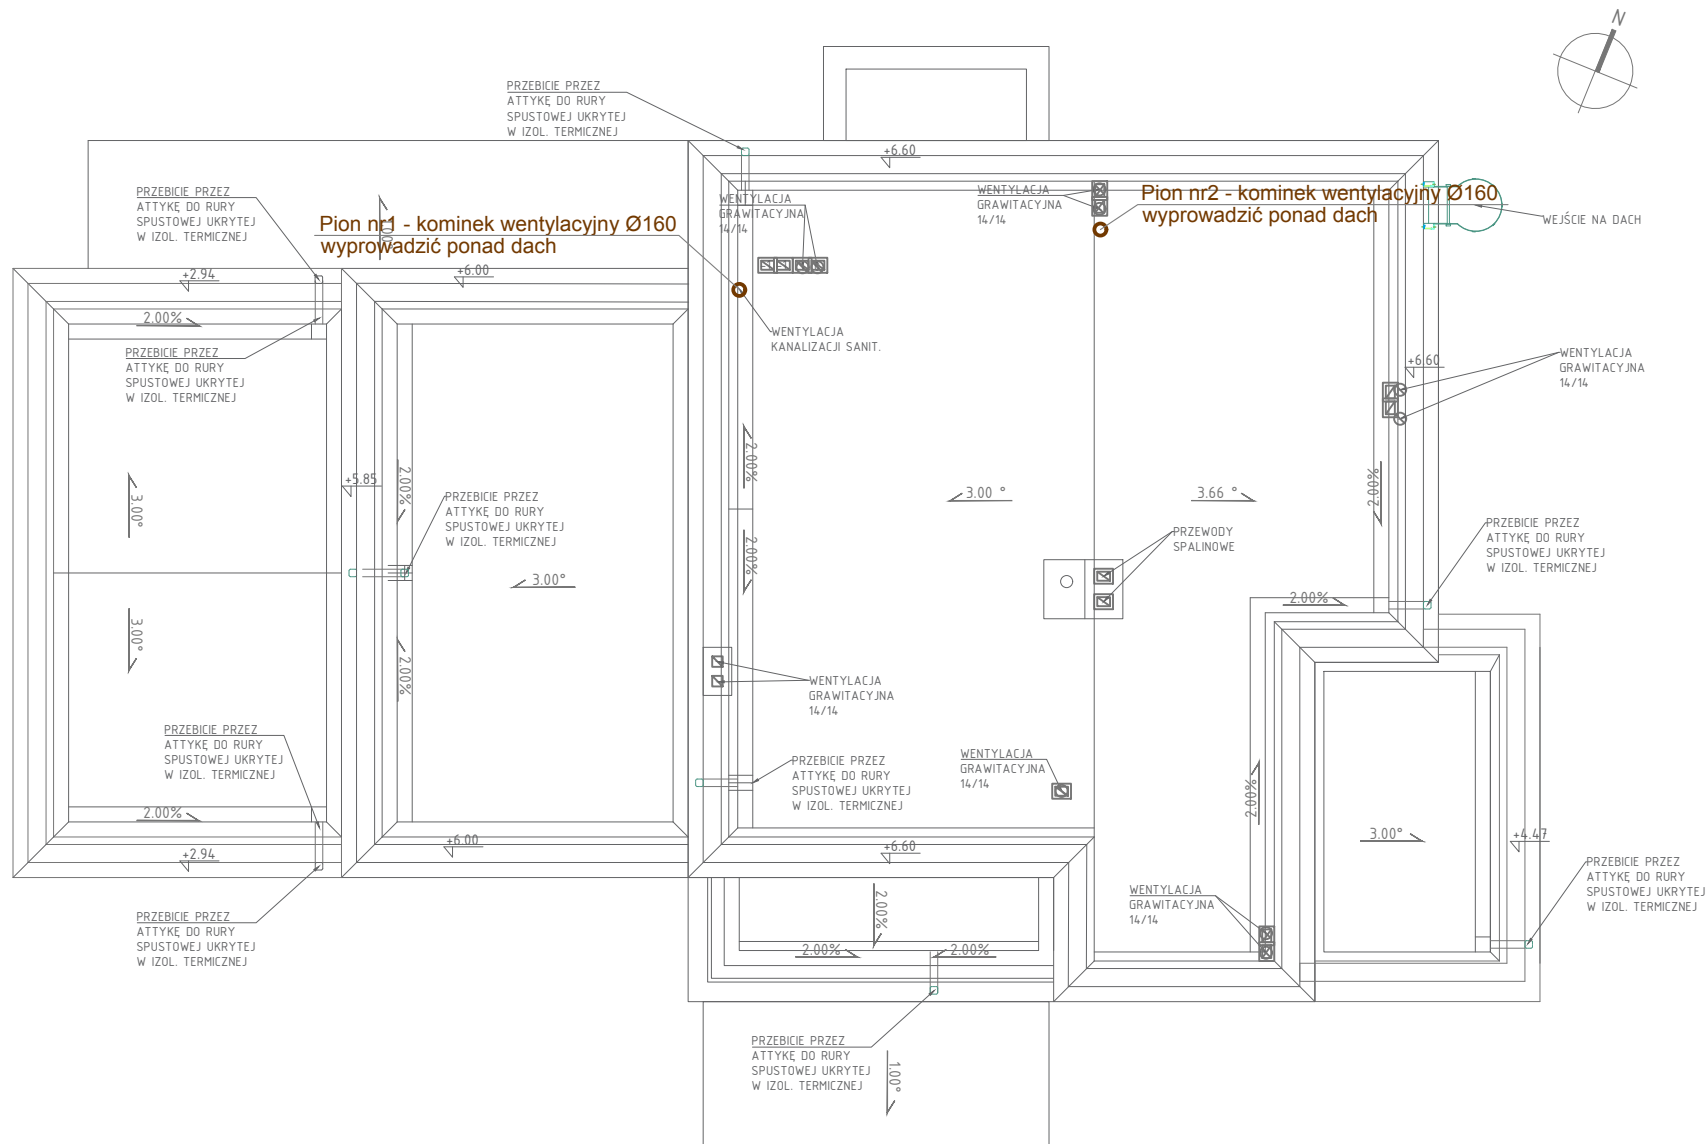 N
PRZEBICIE PRZEZ
ATTYKĘ DO RURY
SPUSTOWEJ UKRYTEJ
W IZOL. TERMICZNEJ
+6.60
PRZEBICIE PRZEZ
ATTYKĘ DO RURY
SPUSTOWEJ UKRYTEJ
W IZOL. TERMICZNEJ
Pion nr1 - kominek wentylacyjny Ø160
wyprowadzić ponad dach
WENTYLACJA
GRAWITACYJNA
14/14
WENTYLACJA
GRAWITACYJNA
14/14
Pion nr2 - kominek wentylacyjny Ø160
wyprowadzić ponad dach
WEJŚCIE NA DACH
+2.94
+6.00
2.00%
WENTYLACJA
KANALIZACJI SANIT.
PRZEBICIE PRZEZ
ATTYKĘ DO RURY
SPUSTOWEJ UKRYTEJ
W IZOL. TERMICZNEJ
+6.60
WENTYLACJA
GRAWITACYJNA
14/14
3.00°
+5.85
2.00%
2.00%
2.00%
3.00 °
3.66 °
2.00%
PRZEBICIE PRZEZ
ATTYKĘ DO RURY
SPUSTOWEJ UKRYTEJ
W IZOL. TERMICZNEJ
PRZEWODY
SPALINOWE
PRZEBICIE PRZEZ
ATTYKĘ DO RURY
SPUSTOWEJ UKRYTEJ
W IZOL. TERMICZNEJ
3.00°
2.00%
3.00°
2.00%
WENTYLACJA
GRAWITACYJNA
14/14
PRZEBICIE PRZEZ
ATTYKĘ DO RURY
SPUSTOWEJ UKRYTEJ
W IZOL. TERMICZNEJ
PRZEBICIE PRZEZ
ATTYKĘ DO RURY
SPUSTOWEJ UKRYTEJ
W IZOL. TERMICZNEJ
WENTYLACJA
GRAWITACYJNA
14/14
2.00%
2.00%
3.00°
+4.47
+2.94
+6.00
+6.60
PRZEBICIE PRZEZ
ATTYKĘ DO RURY
SPUSTOWEJ UKRYTEJ
W IZOL. TERMICZNEJ
WENTYLACJA
GRAWITACYJNA
14/14
PRZEBICIE PRZEZ
ATTYKĘ DO RURY
SPUSTOWEJ UKRYTEJ
W IZOL. TERMICZNEJ
2.00%
2.00%
2.00%
PRZEBICIE PRZEZ
ATTYKĘ DO RURY
SPUSTOWEJ UKRYTEJ
W IZOL. TERMICZNEJ
1.00°